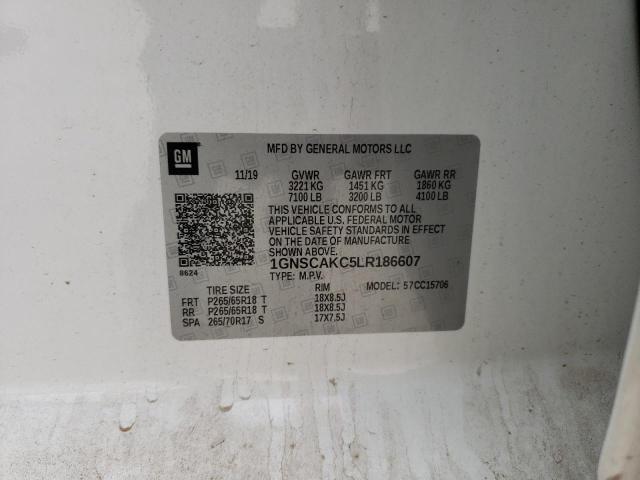 GM
MFD BY GENERAL MOTORS LLC
11/19 GVWR GAWR FRT GAWR RR
3221 KG 1451 KG 1860 KG
7100 LB 3200 LB 4100 LB
THIS VEHICLE CONFORMS TO ALL
APPLICABLE U.S. FEDERAL MOTOR
VEHICLE SAFETY STANDARDS IN EFFECT
ON THE DATE OF MANUFACTURE
SHOWN ABOVE.
1GNSCAKC5LR186607
8624
TYPE: M.P.V.
TIRE SIZE RIM MODEL: 57CC15706
FRT P265/65R18 T 18X8.5J
RR P265/65R18 T 18X8.5J
SPA 265/70R17 S 17X7.5J